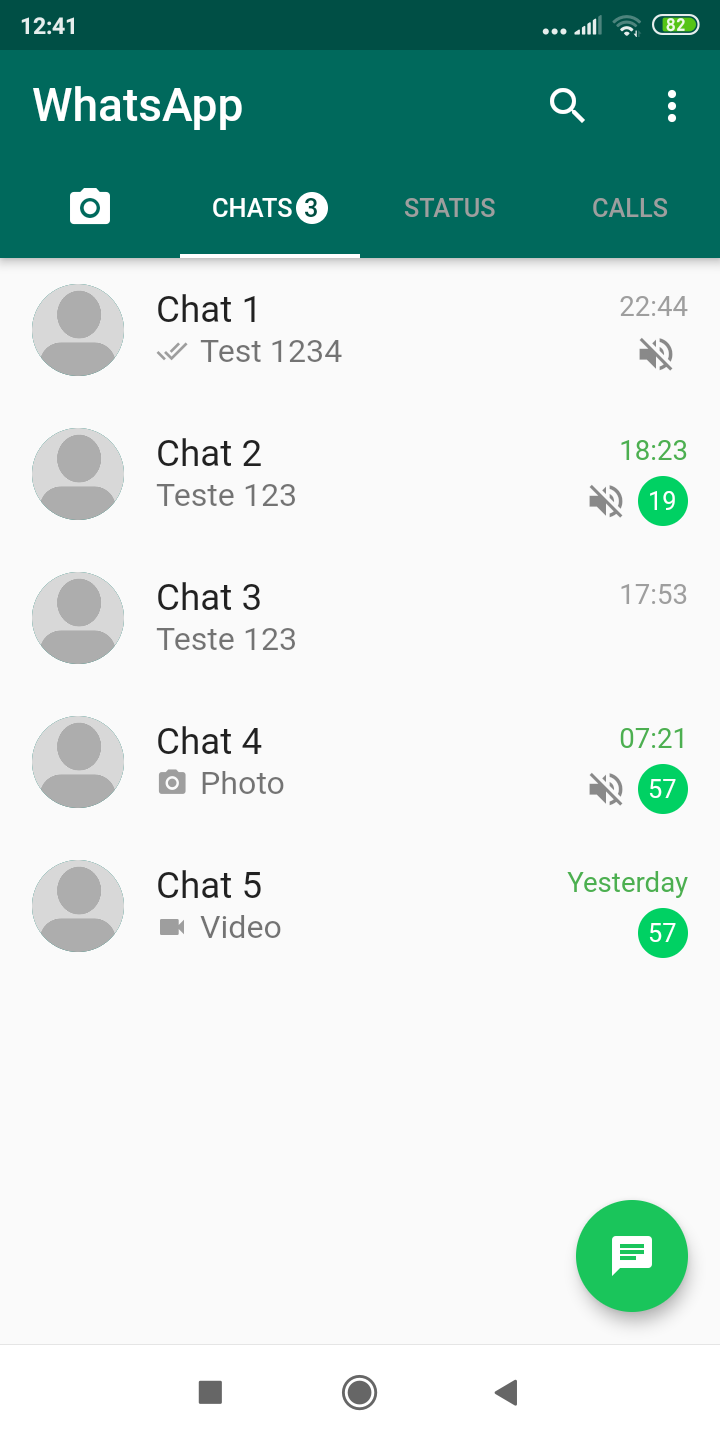 12:41 82
WhatsApp
CHATS 3 STATUS CALLS
Chat 1 22:44
Test 1234
Chat 2 18:23
Teste 123 19
Chat 3 17:53
Teste 123
Chat 4 07:21
Photo 57
Chat 5 Yesterday
Video 57